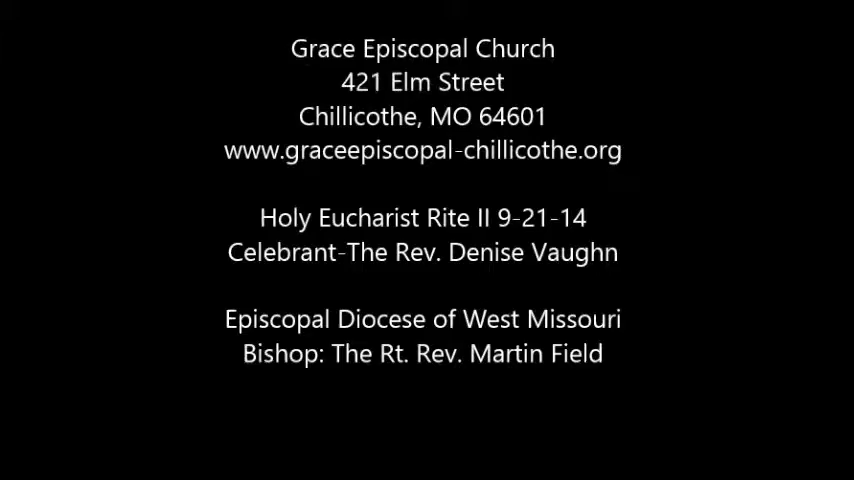 Grace Episcopal Church
421 Elm Street
Chillicothe, MO 64601
www.graceepiscopal-chillicothe.org
Holy Eucharist Rite II 9-21-14
Celebrant-The Rev. Denise Vaughn
Episcopal Diocese of West Missouri
Bishop: The Rt. Rev. Martin Field